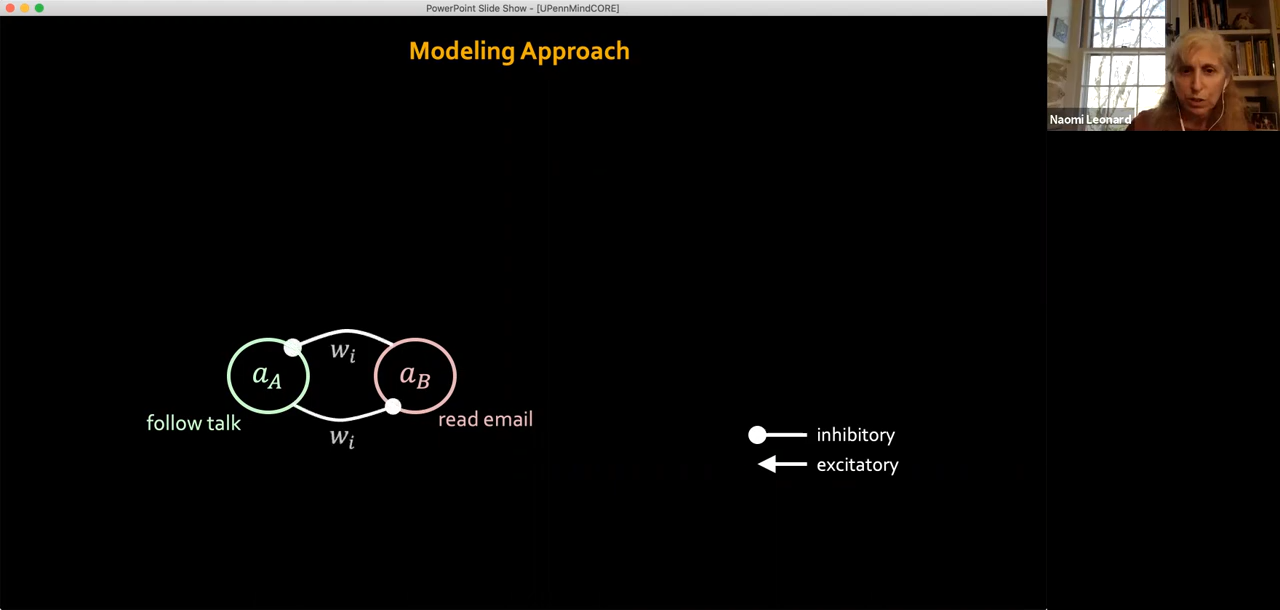 PowerPoint Slide Show - [UPennMindCORE]
Modeling Approach
Naomi Leonard
w_i
a_A
a_B
follow talk
read email
w_i
inhibitory
excitatory